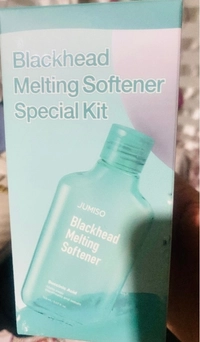 Blackhead
Melting Softener
Special Kit
JUMISO
Blackhead
Melting
Softener